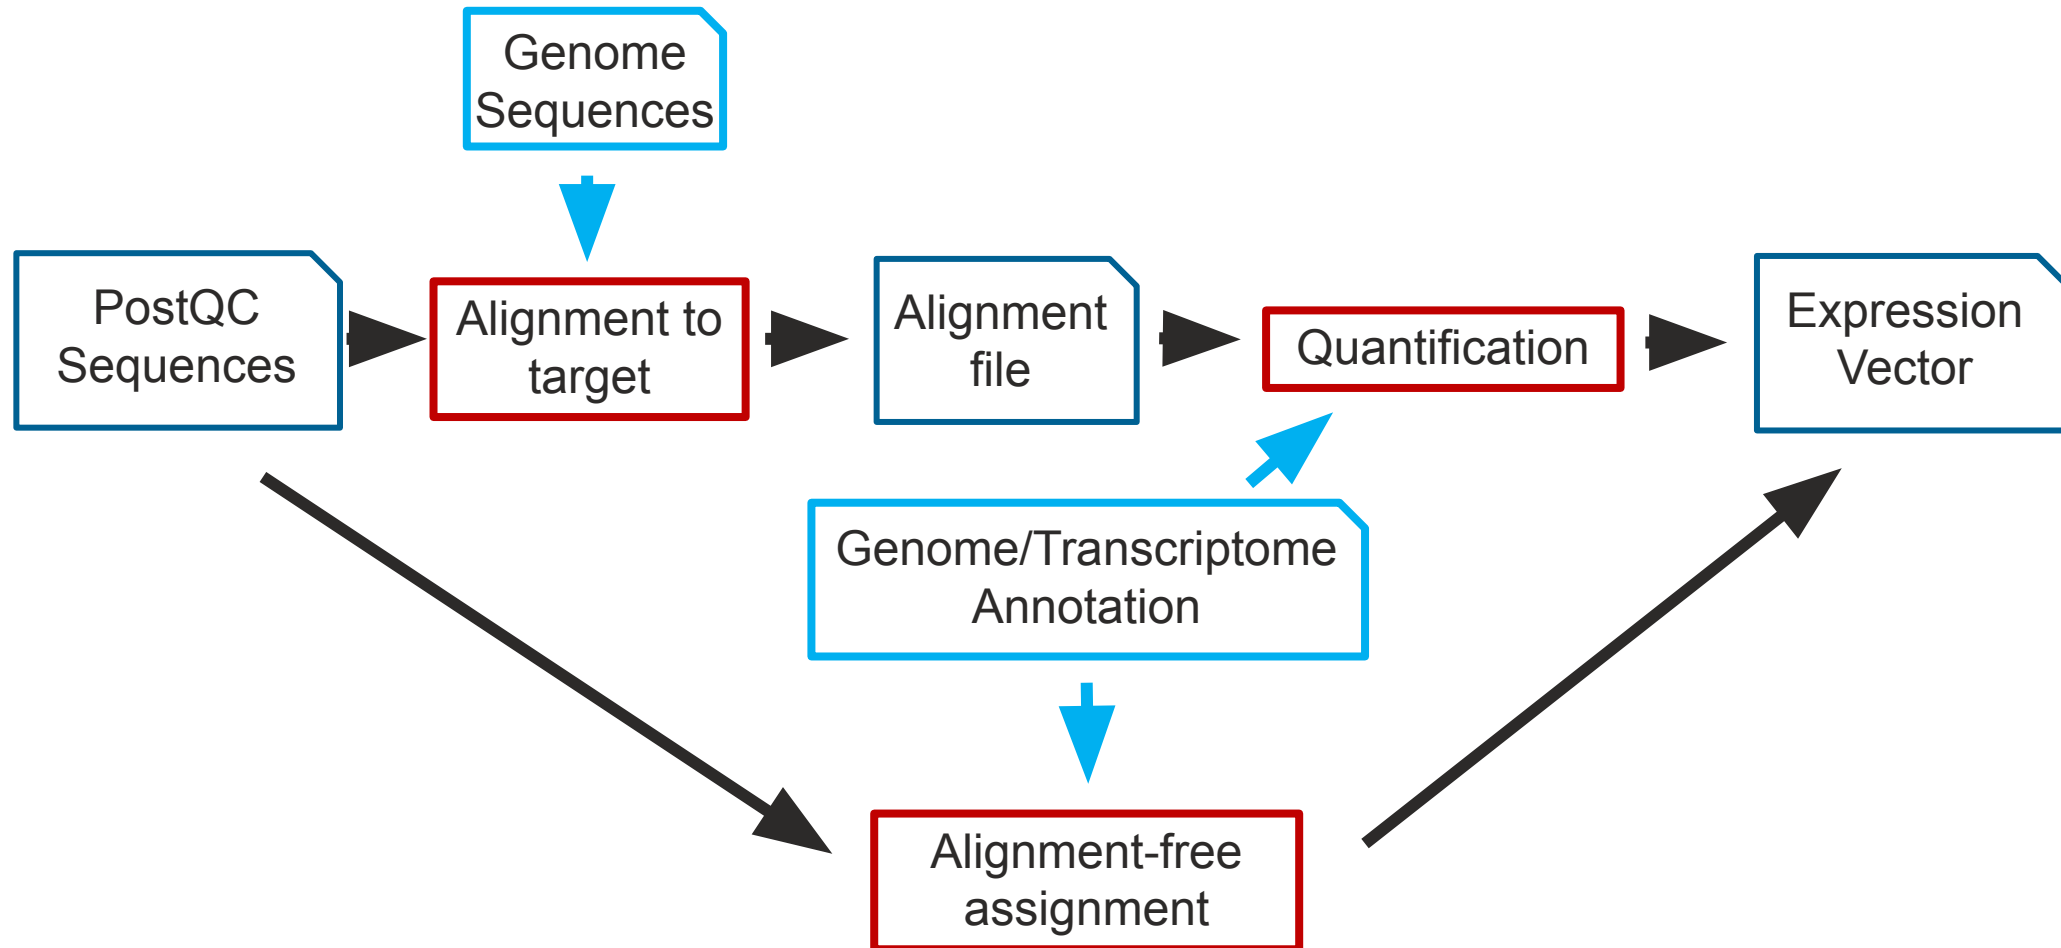 Genome
Sequences
PostQC
Sequences
Alignment to
target
Alignment
file
Quantification
Expression
Vector
Genome/Transcriptome
Annotation
Alignment-free
assignment